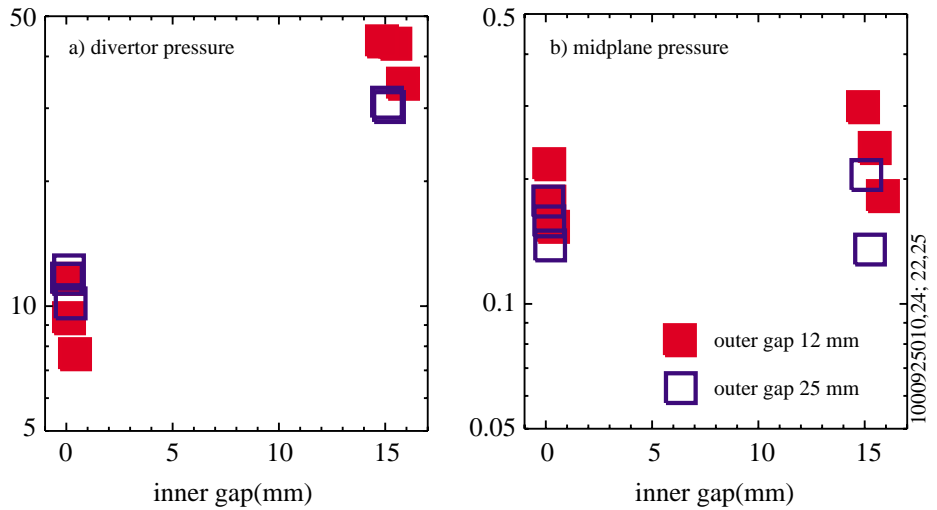 50
10
5
0
5
10
15
a) divertor pressure
inner gap(mm)
0.5
0.1
0.05
0
5
10
15
b) midplane pressure
outer gap 12 mm
outer gap 25 mm
inner gap(mm)
1000925010,24; 22,25